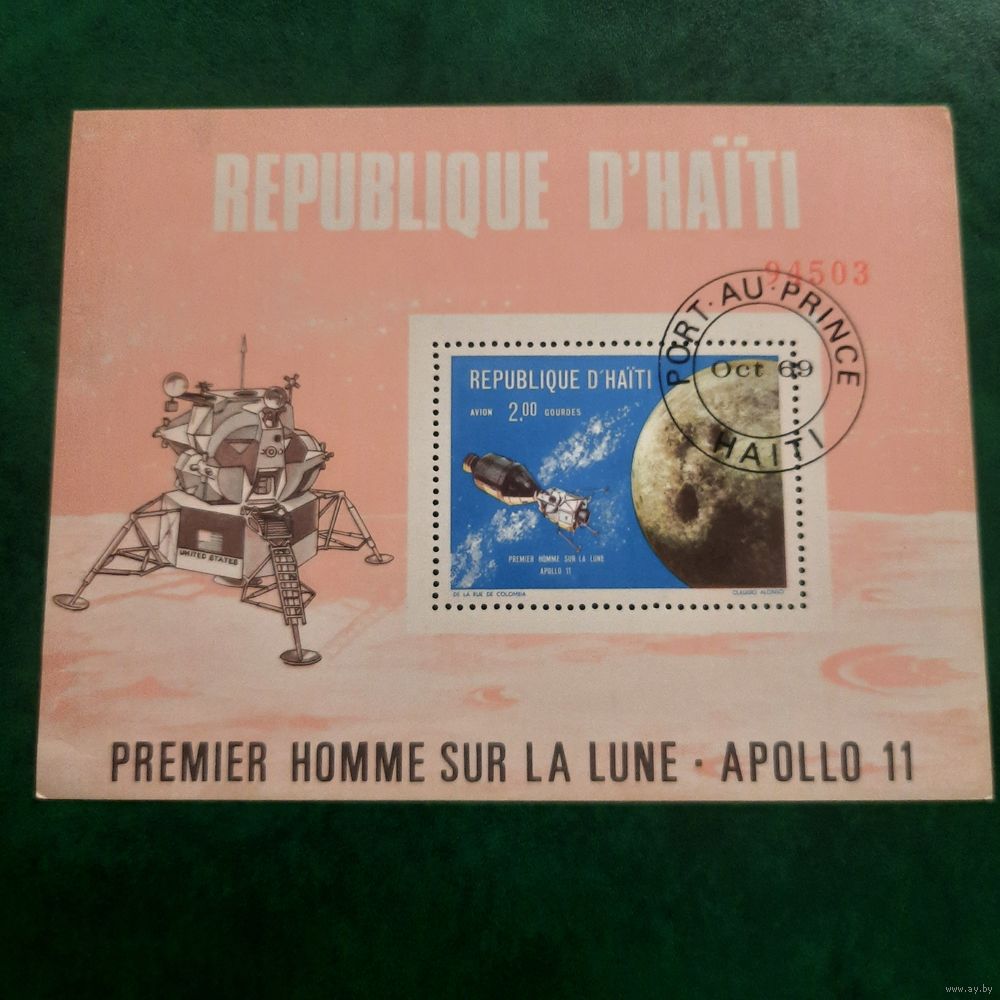 REPUBLIQUE D'HAÏTI
94503
PORT·AU·PRINCE
Oct 69
HAITI
REPUBLIQUE D'HAÏTI
AVION 2.00 GOURDES
PREMIER HOMME SUR LA LUNE
APOLLO 11
DE LA RUE DE COLOMBIA
CLAUDIO ALONSO
UNITED STATES
PREMIER HOMME SUR LA LUNE · APOLLO 11
www.ay.by